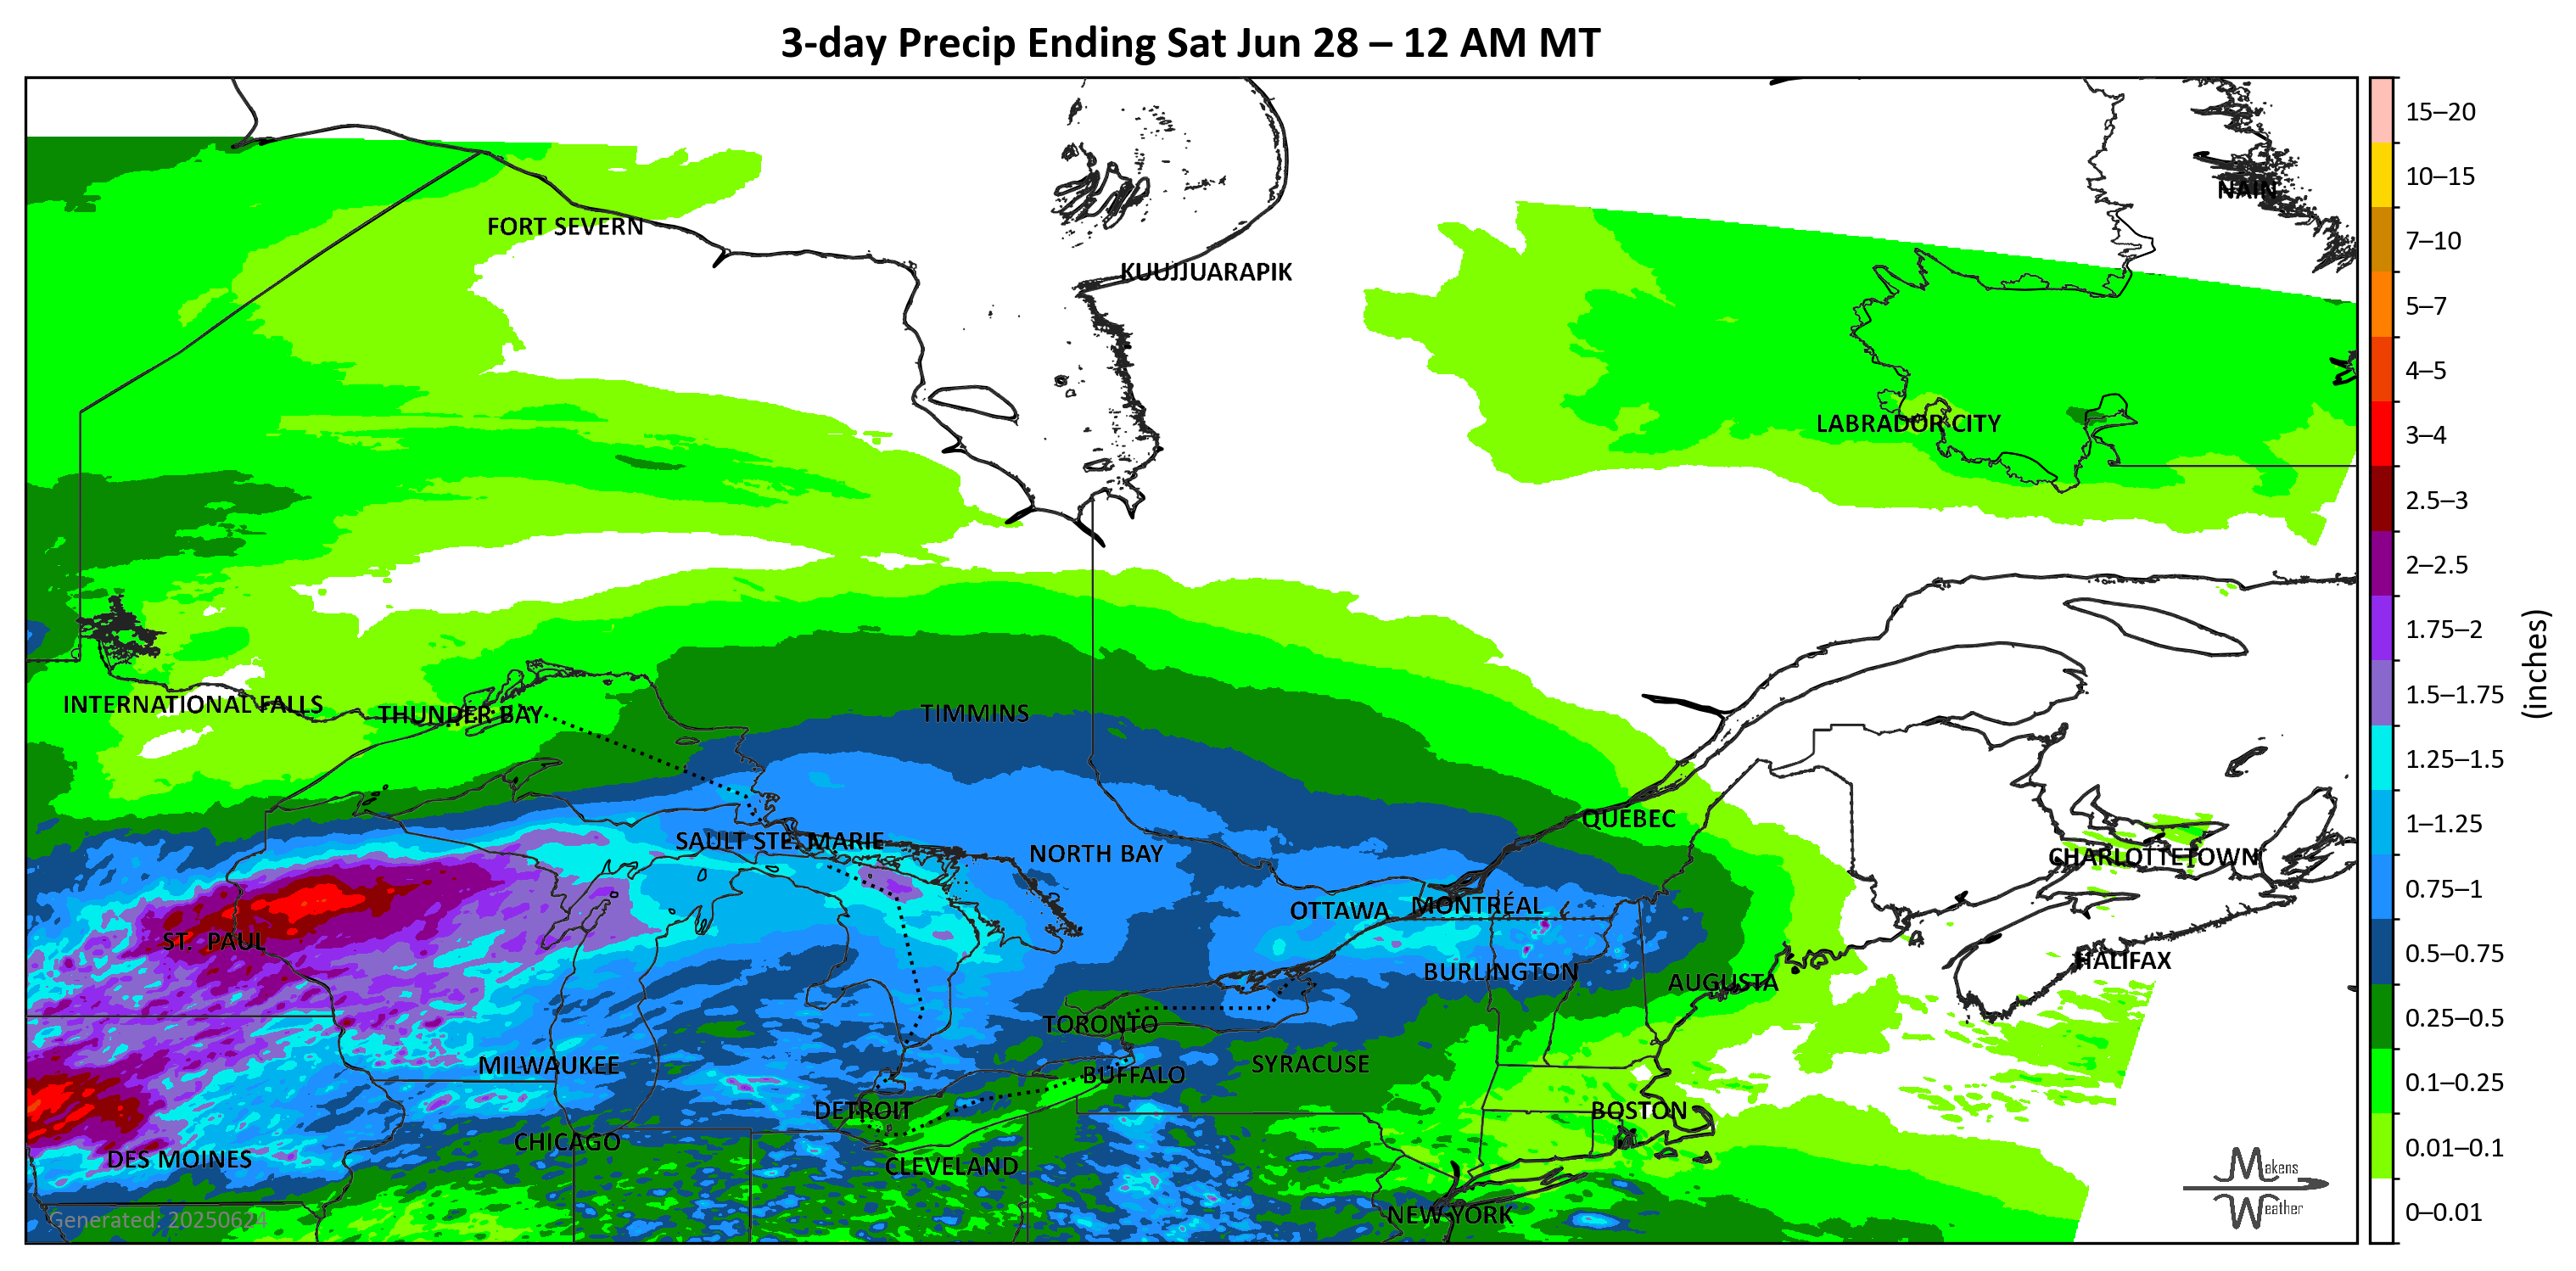 3-day Precip Ending Sat Jun 28 – 12 AM MT
NAIN
FORT SEVERN
KUUJJUARAPIK
LABRADOR CITY
INTERNATIONAL FALLS
THUNDER BAY
TIMMINS
QUEBEC
SAULT STE. MARIE
NORTH BAY
CHARLOTTETOWN
OTTAWA
MONTRÉAL
ST. PAUL
HALIFAX
BURLINGTON
AUGUSTA
TORONTO
MILWAUKEE
SYRACUSE
BUFFALO
DETROIT
BOSTON
CHICAGO
DES MOINES
CLEVELAND
NEW YORK
Generated: 20250624
Makens
Weather
15–20
10–15
7–10
5–7
4–5
3–4
2.5–3
2–2.5
1.75–2
1.5–1.75
1.25–1.5
1–1.25
0.75–1
0.5–0.75
0.25–0.5
0.1–0.25
0.01–0.1
0–0.01
(inches)